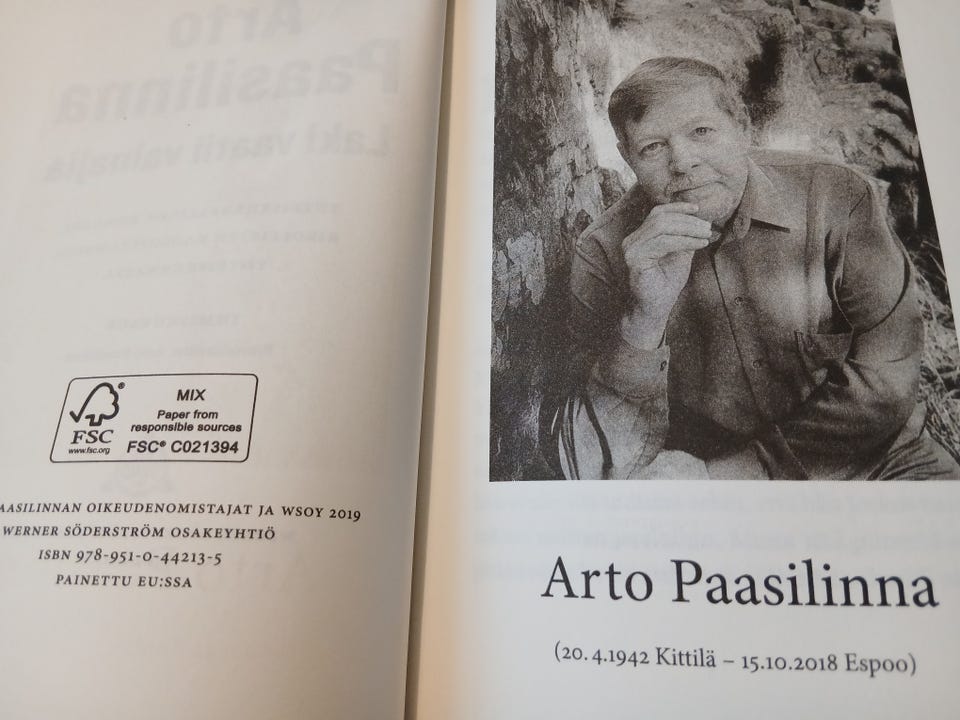 MIX
Paper from
responsible sources
FSC® C021394
FSC
www.fsc.org
AASILINNAN OIKEUDENOMISTAJAT JA WSOY 2019
WERNER SÖDERSTRÖM OSAKEYHTIÖ
ISBN 978-951-0-44213-5
PAINETTU EU:SSA
Arto Paasilinna
(20.4.1942 Kittilä – 15.10.2018 Espoo)